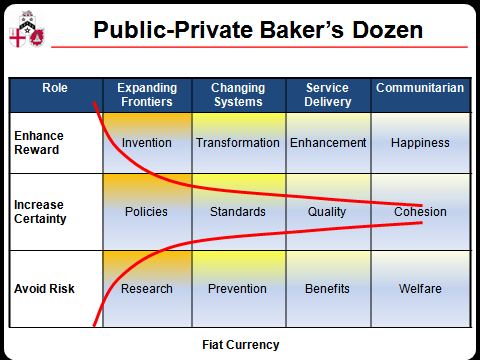 Public-Private Baker's Dozen
Role Expanding Frontiers Changing Systems Service Delivery Communitarian
Enhance Reward Invention Transformation Enhancement Happiness
Increase Certainty Policies Standards Quality Cohesion
Avoid Risk Research Prevention Benefits Welfare
Fiat Currency